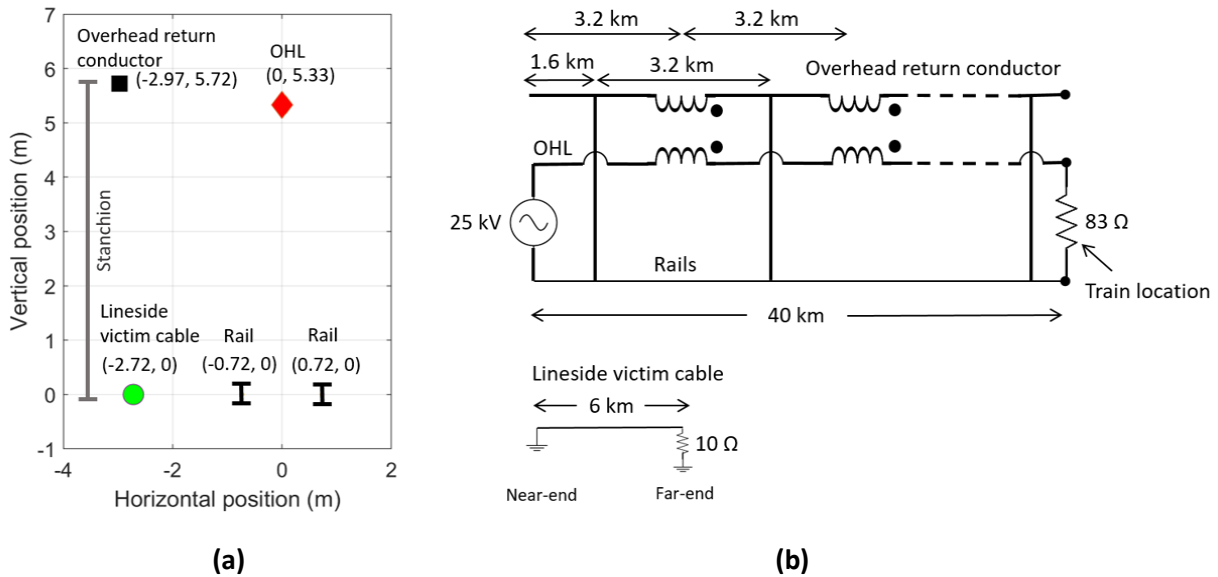 7
6
5
4
3
2
1
0
-1
-4
-2
0
2
Vertical position (m)
Horizontal position (m)
Overhead return
conductor
(-2.97, 5.72)
OHL
(0, 5.33)
Stanchion
Lineside
victim cable
(-2.72, 0)
Rail
(-0.72, 0)
Rail
(0.72, 0)
(a)
3.2 km
3.2 km
1.6 km
3.2 km
Overhead return conductor
OHL
25 kV
83 Ω
Rails
Train location
40 km
Lineside victim cable
6 km
10 Ω
Near-end
Far-end
(b)